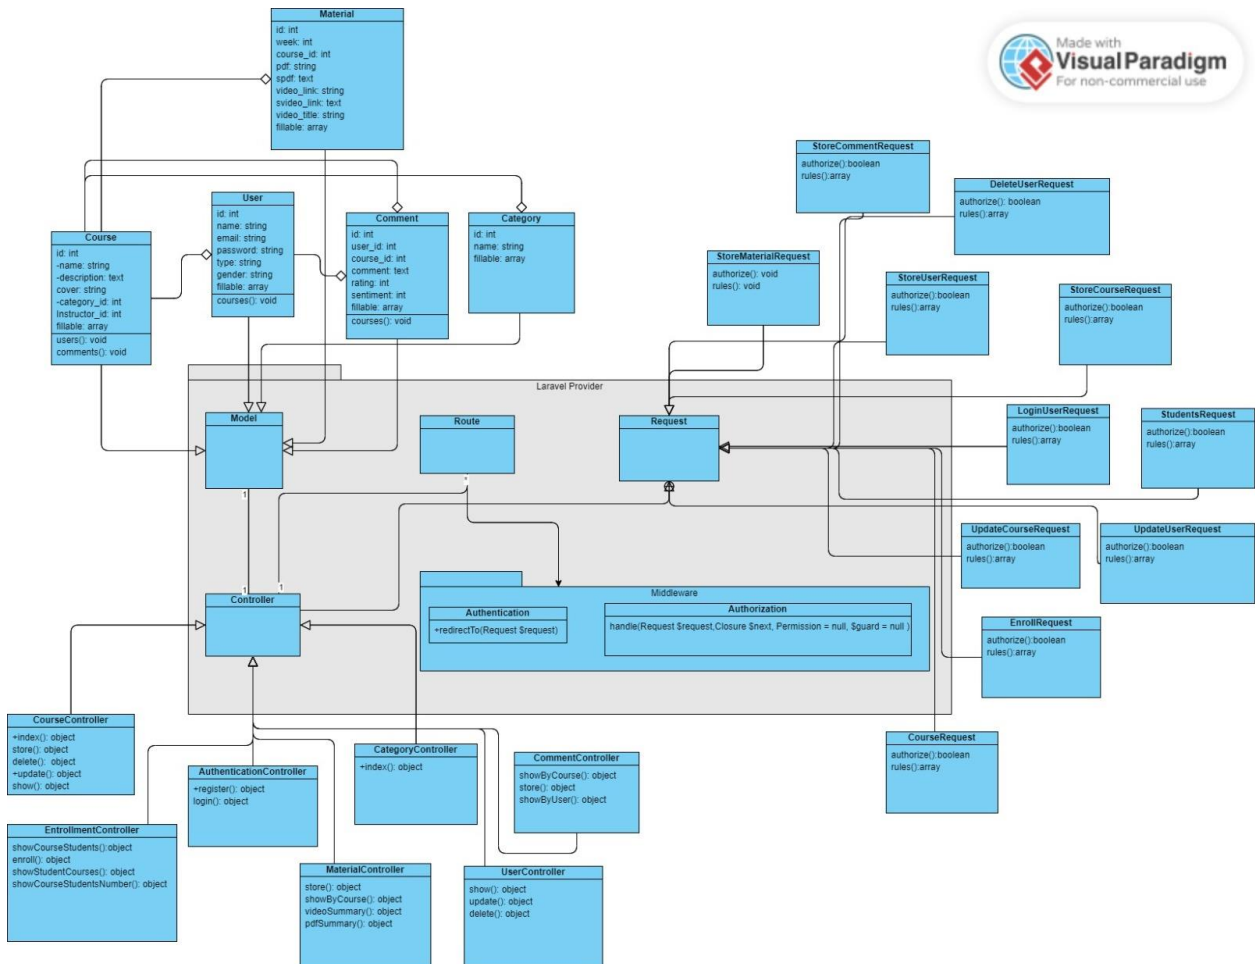 Material
id: int
week: int
course_id: int
pdf: string
spdf: text
video_link: string
svideo_link: text
video_title: string
fillable: array
Made with
Visual Paradigm
For non-commercial use
StoreCommentRequest
authorize():boolean
rules():array
DeleteUserRequest
authorize(): boolean
rules():array
User
id: int
name: string
email: string
password: string
type: string
gender: string
fillable: array
courses(): void
Comment
id: int
user_id: int
course_id: int
comment: text
rating: int
sentiment: int
fillable: array
courses(): void
Category
id: int
name: string
fillable: array
Course
id: int
-name: string
-description: text
cover: string
-category_id: int
Instructor_id: int
fillable: array
users(): void
comments(): void
StoreMaterialRequest
authorize(): void
rules(): void
StoreUserRequest
authorize():boolean
rules():array
StoreCourseRequest
authorize():boolean
rules():array
Laravel Provider
Model
1
Route
*
Request
LoginUserRequest
authorize():boolean
rules():array
StudentsRequest
authorize():boolean
rules():array
UpdateCourseRequest
authorize():boolean
rules():array
UpdateUserRequest
authorize():boolean
rules():array
1
1
Controller
Middleware
Authentication
+redirectTo(Request $request)
Authorization
handle(Request $request,Closure $next, Permission = null, $guard = null )
EnrollRequest
authorize():boolean
rules():array
CourseController
+index(): object
store(): object
delete(): object
+update(): object
show(): object
AuthenticationController
+register(): object
login(): object
CategoryController
+index(): object
CommentController
showByCourse(): object
store(): object
showByUser(): object
CourseRequest
authorize():boolean
rules():array
EntrollmentController
showCourseStudents():object
enroll(): object
showStudentCourses(): object
showCourseStudentsNumber(): object
MaterialController
store(): object
showByCourse(): object
videoSummary(): object
pdfSummary(): object
UserController
show(): object
update(): object
delete(): object